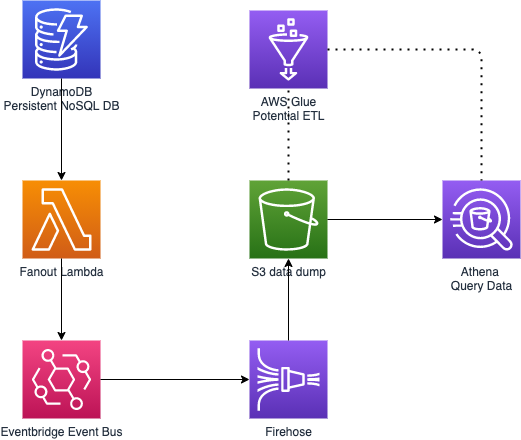 DynamoDB
Persistent NoSQL DB
AWS Glue
Potential ETL
Fanout Lambda
S3 data dump
Athena
Query Data
Eventbridge Event Bus
Firehose